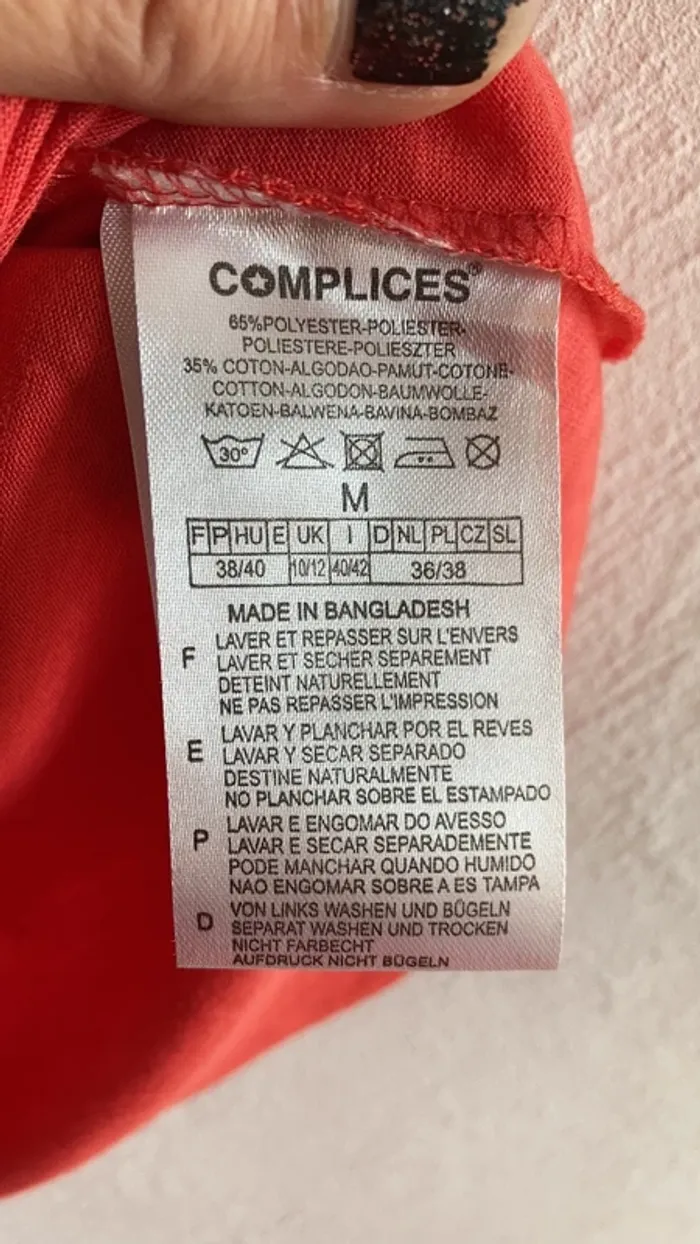 COMPLICES®
65%POLYESTER-POLIESTER-
POLIESTERE-POLIESZTER
35% COTON-ALGODAO-PAMUT-COTONE-
COTTON-ALGODON-BAUMWOLLE-
KATOEN-BALWENA-BAVINA-BOMBAZ
30°
M
F P HU E UK I D NL PL CZ SL
38/40 10/12 40/42 36/38
MADE IN BANGLADESH
F LAVER ET REPASSER SUR L'ENVERS
LAVER ET SECHER SEPAREMENT
DETEINT NATURELLEMENT
NE PAS REPASSER L'IMPRESSION
E LAVAR Y PLANCHAR POR EL REVES
LAVAR Y SECAR SEPARADO
DESTINE NATURALMENTE
NO PLANCHAR SOBRE EL ESTAMPADO
P LAVAR E ENGOMAR DO AVESSO
LAVAR E SECAR SEPARADEMENTE
PODE MANCHAR QUANDO HUMIDO
NAO ENGOMAR SOBRE A ES TAMPA
D VON LINKS WASHEN UND BÜGELN
SEPARAT WASHEN UND TROCKEN
NICHT FARBECHT
AUFDRUCK NICHT BÜGELN